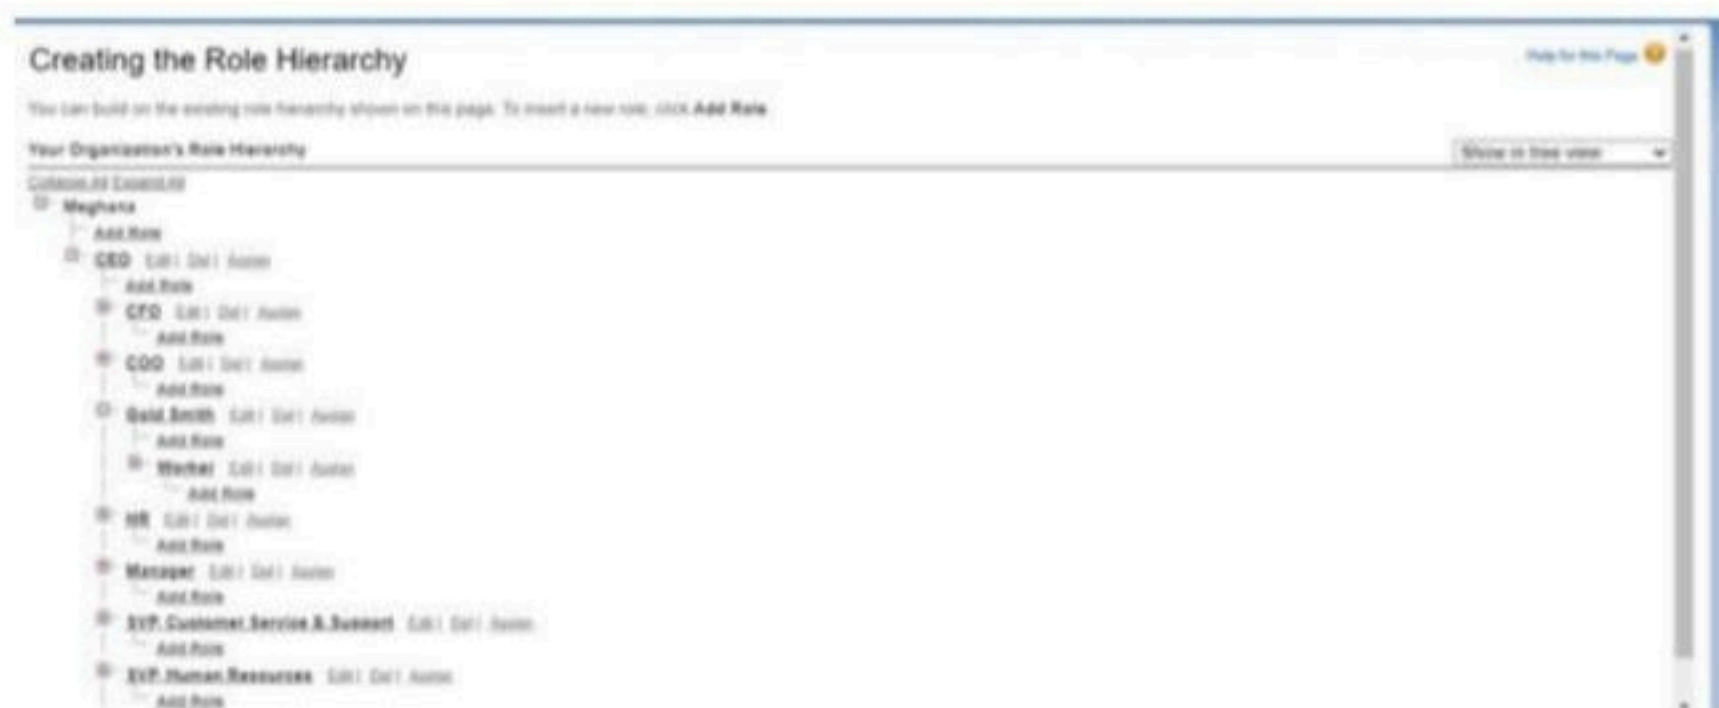 Creating the Role Hierarchy
Help for this Page
You can build on the existing role hierarchy shown on this page. To insert a new role, click Add Role.
Your Organization's Role Hierarchy
Show in tree view
Collapse All Expand All
Meghana
Add Role
CEO Edit | Del | Assign
Add Role
CFO Edit | Del | Assign
Add Role
COO Edit | Del | Assign
Add Role
Gold Smith Edit | Del | Assign
Add Role
Worker Edit | Del | Assign
Add Role
HR Edit | Del | Assign
Add Role
Manager Edit | Del | Assign
Add Role
SVP, Customer Service & Support Edit | Del | Assign
Add Role
SVP, Human Resources Edit | Del | Assign
Add Role